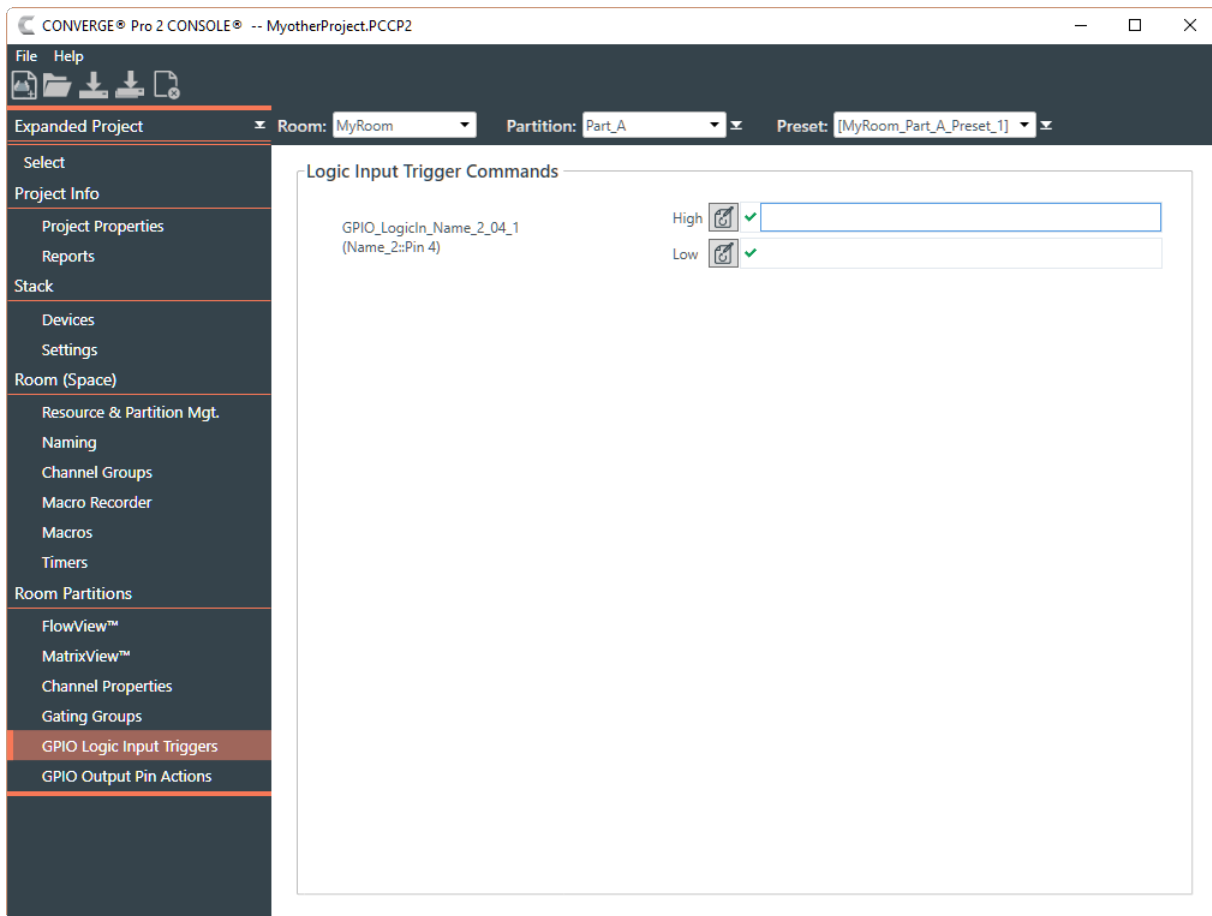 CONVERGE® Pro 2 CONSOLE® -- MyotherProject.PCCP2
File Help
Expanded Project
Room: MyRoom Partition: Part_A Preset: [MyRoom_Part_A_Preset_1]
Select
Project Info
Project Properties
Reports
Stack
Devices
Settings
Room (Space)
Resource & Partition Mgt.
Naming
Channel Groups
Macro Recorder
Macros
Timers
Room Partitions
FlowView™
MatrixView™
Channel Properties
Gating Groups
GPIO Logic Input Triggers
GPIO Output Pin Actions
Logic Input Trigger Commands
GPIO_LogicIn_Name_2_04_1
(Name_2::Pin 4)
High
Low